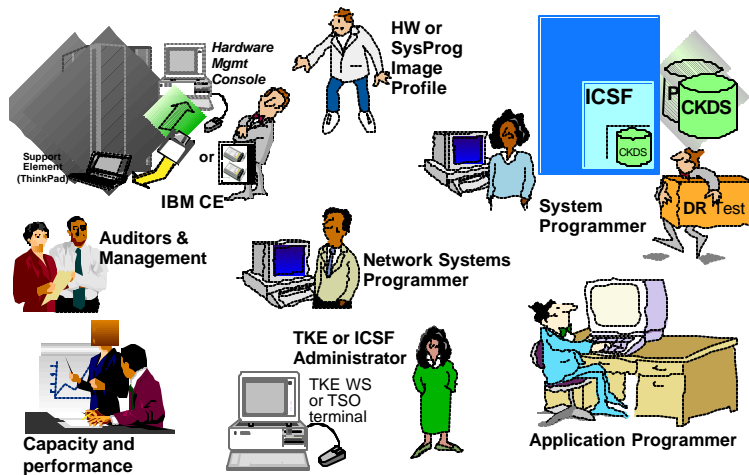 Hardware
Mgmt
Console
HW or
SysProg
Image
Profile
ICSF
P
CKDS
CKDS
Support
Element
(ThinkPad)
or
IBM CE
System
Programmer
DR Test
Auditors &
Management
Network Systems
Programmer
TKE or ICSF
Administrator
TKE WS
or TSO
terminal
Capacity and
performance
Application Programmer